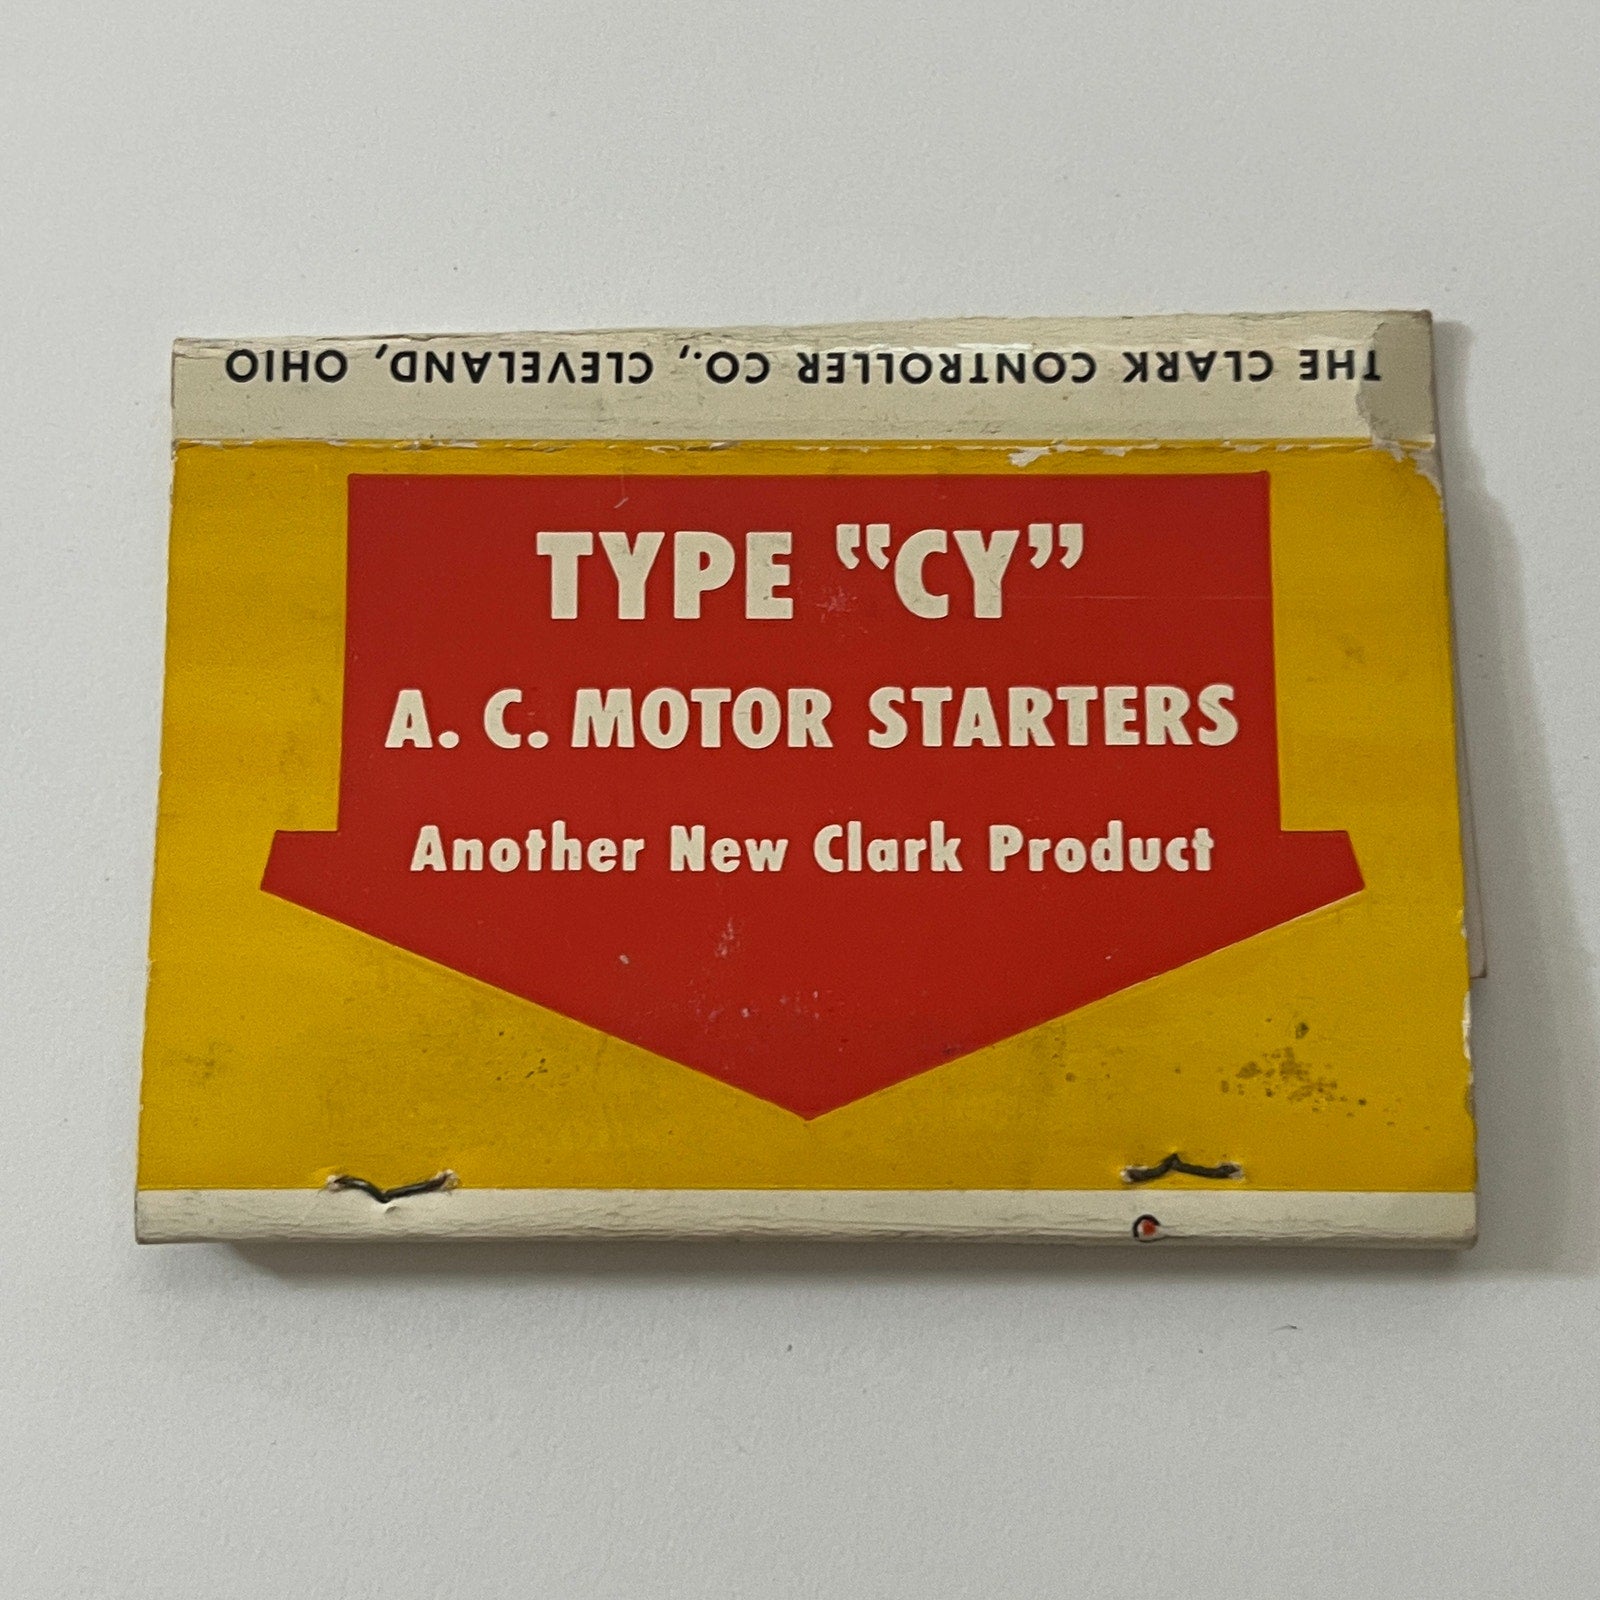 THE CLARK CONTROLLER CO., CLEVELAND, OHIO
TYPE “CY”
A. C. MOTOR STARTERS
Another New Clark Product